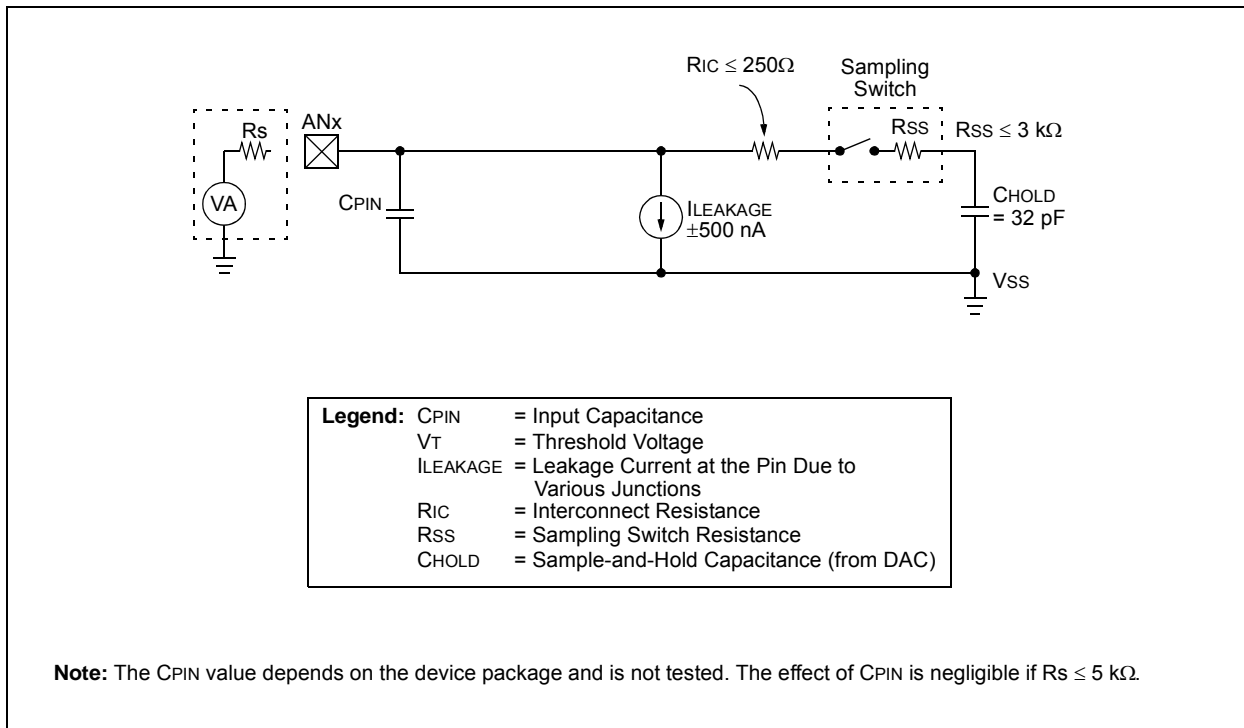 RIC ≤ 250Ω
Sampling
Switch
Rs
ANx
RSS
RSS ≤ 3 kΩ
VA
CPIN
ILEAKAGE
±500 nA
CHOLD
= 32 pF
VSS
Legend: CPIN = Input Capacitance
VT = Threshold Voltage
ILEAKAGE = Leakage Current at the Pin Due to
Various Junctions
RIC = Interconnect Resistance
RSS = Sampling Switch Resistance
CHOLD = Sample-and-Hold Capacitance (from DAC)
Note: The CPIN value depends on the device package and is not tested. The effect of CPIN is negligible if Rs ≤ 5 kΩ.